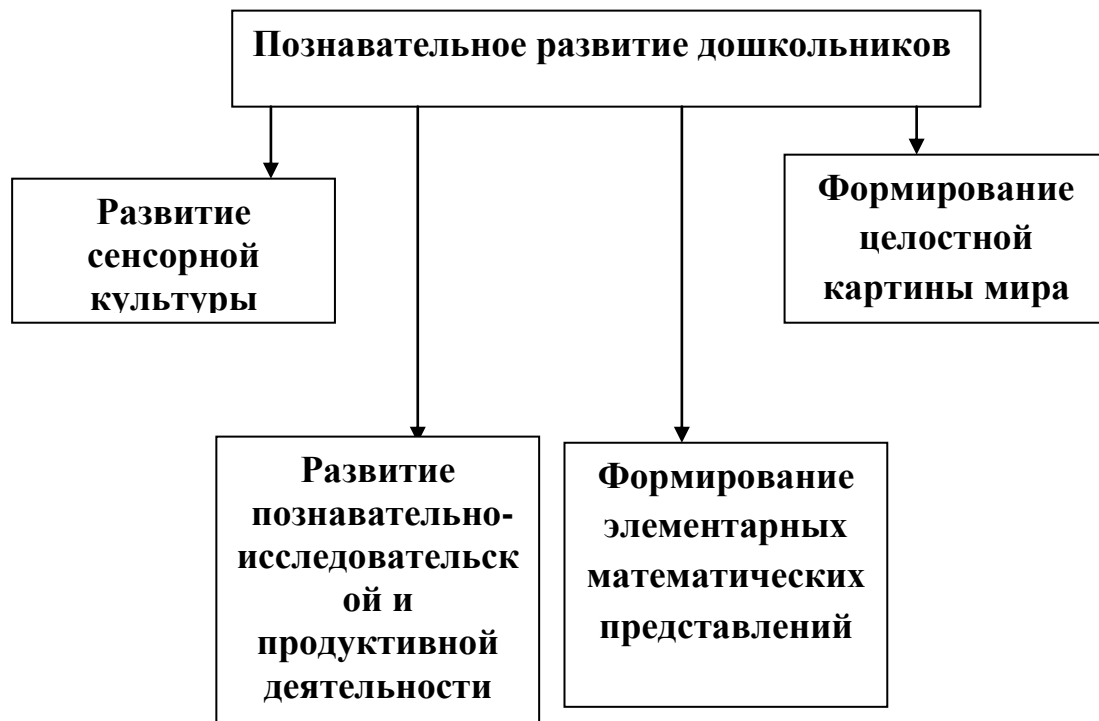 Познавательное развитие дошкольников
Развитие
сенсорной
культуры
Формирование
целостной
картины мира
Развитие
познавательно-
исследовательск
ой и
продуктивной
деятельности
Формирование
элементарных
математических
представлений